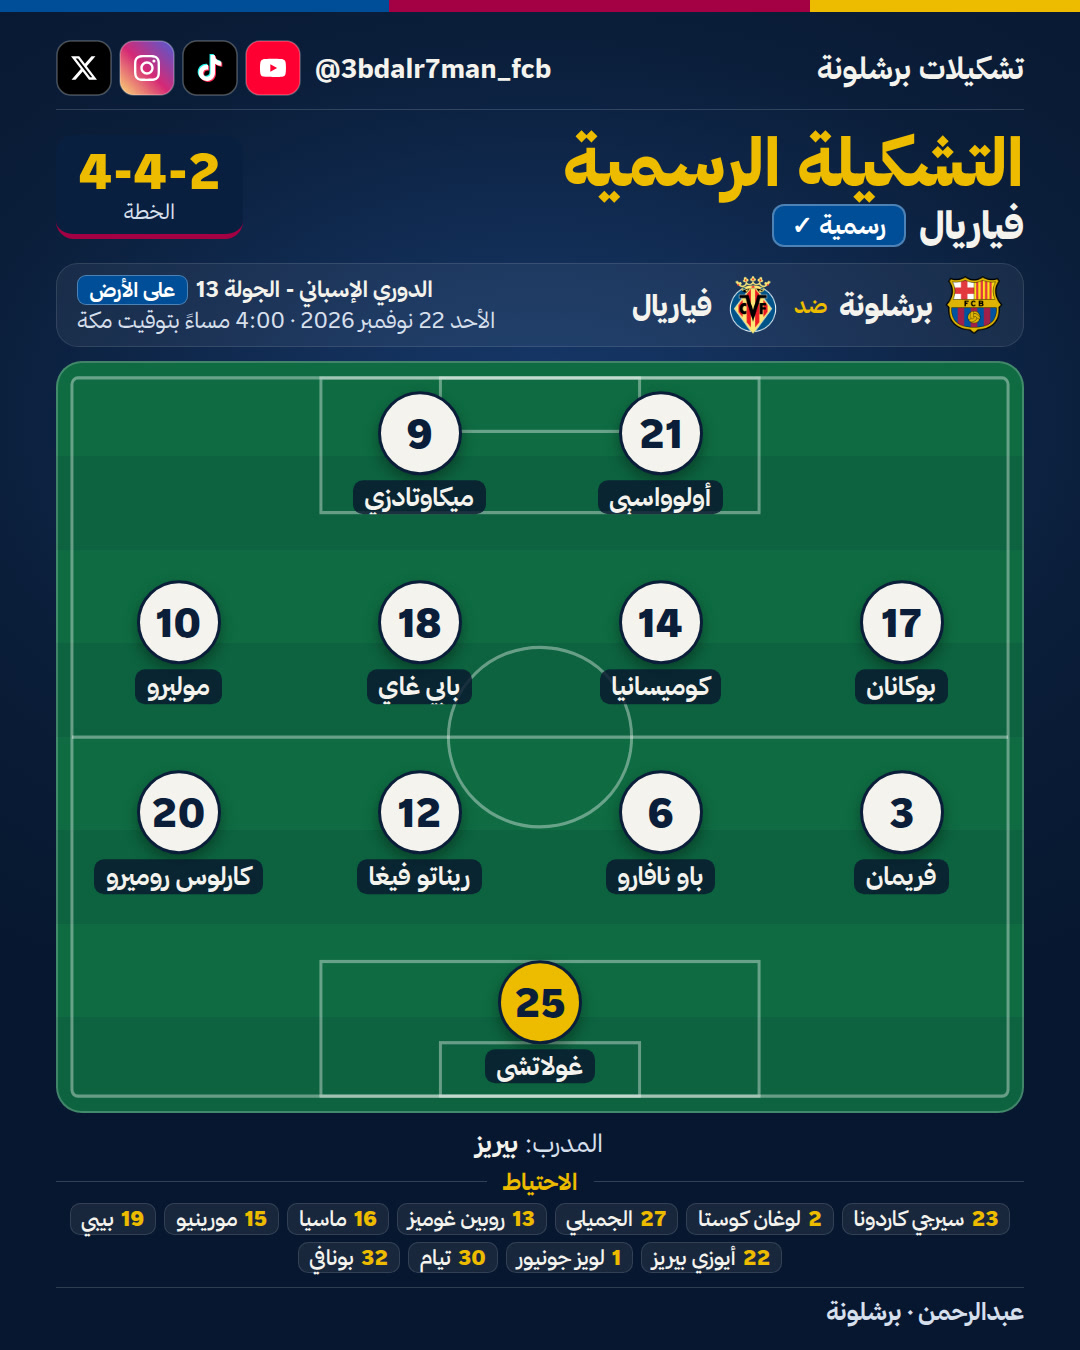 تشكيلات برشلونة
@3bdalr7man_fcb
التشكيلة الرسمية
فياريال
رسمية ✓
4-4-2
الخطة
برشلونة ضد فياريال
الدوري الإسباني - الجولة 13 على الأرض
الأحد 22 نوفمبر 2026 · 4:00 مساءً بتوقيت مكة
21 9
أولوواسيي ميكاوتادزي
17 14 18 10
بوكانان كوميسانيا بابي غاي موليرو
3 6 12 20
فريمان باو نافارو ريناتو فيغا كارلوس روميرو
25
غولاتشي
المدرب: بيريز
الاحتياط
23 سيرجي كاردونا 2 لوغان كوستا 27 الجميلي 13 روبين غوميز 16 ماسيا 15 مورينيو 19 بيبي
22 أيوزي بيريز 1 لويز جونيور 30 تيام 32 بونافي
عبدالرحمن · برشلونة